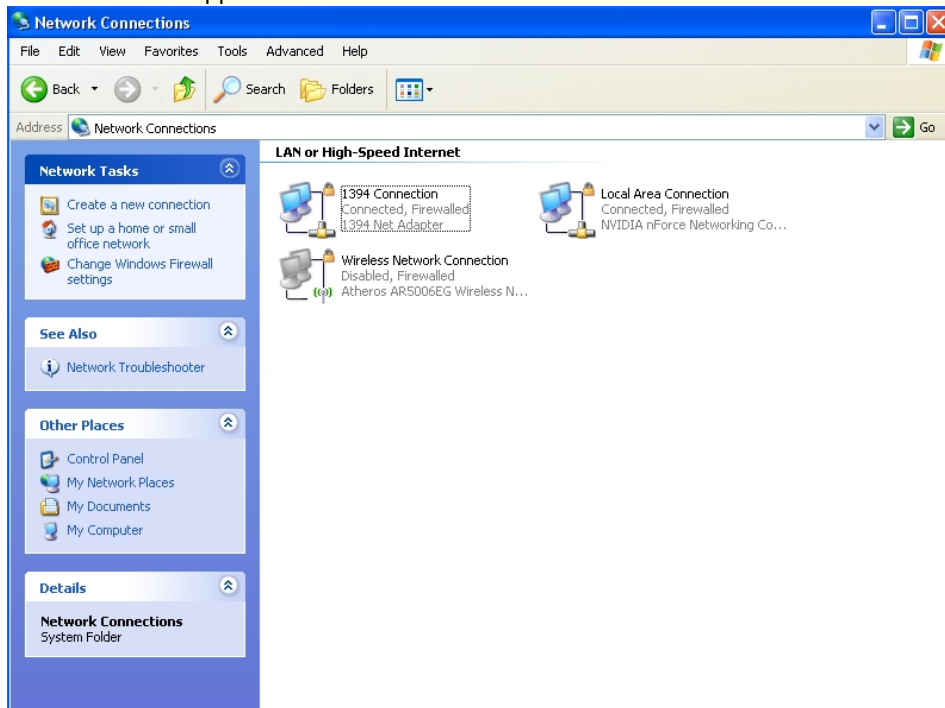 Network Connections
File Edit View Favorites Tools Advanced Help
Back Search Folders
Address Network Connections Go
Network Tasks
Create a new connection
Set up a home or small
office network
Change Windows Firewall
settings
See Also
Network Troubleshooter
Other Places
Control Panel
My Network Places
My Documents
My Computer
Details
Network Connections
System Folder
LAN or High-Speed Internet
1394 Connection
Connected, Firewalled
1394 Net Adapter
Local Area Connection
Connected, Firewalled
NVIDIA nForce Networking Co...
Wireless Network Connection
Disabled, Firewalled
Atheros AR5006EG Wireless N...